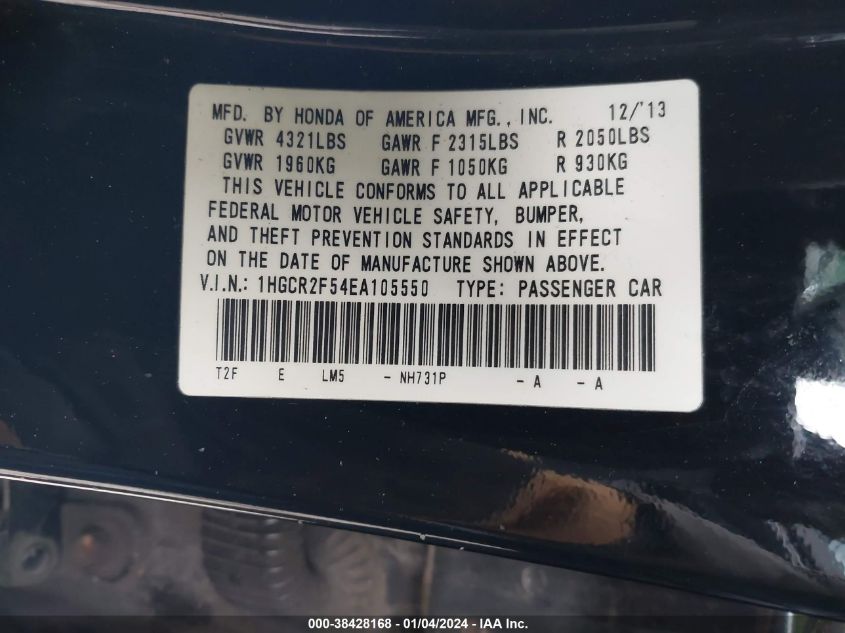 MFD. BY HONDA OF AMERICA MFG., INC. 12/'13
GVWR 4321LBS GAWR F 2315LBS R 2050LBS
GVWR 1960KG GAWR F 1050KG R 930KG
THIS VEHICLE CONFORMS TO ALL APPLICABLE
FEDERAL MOTOR VEHICLE SAFETY, BUMPER,
AND THEFT PREVENTION STANDARDS IN EFFECT
ON THE DATE OF MANUFACTURE SHOWN ABOVE.
V.I.N.: 1HGCR2F54EA105550 TYPE: PASSENGER CAR
T2F E LM5 - NH731P - A - A
000-38428168 - 01/04/2024 - IAA Inc.